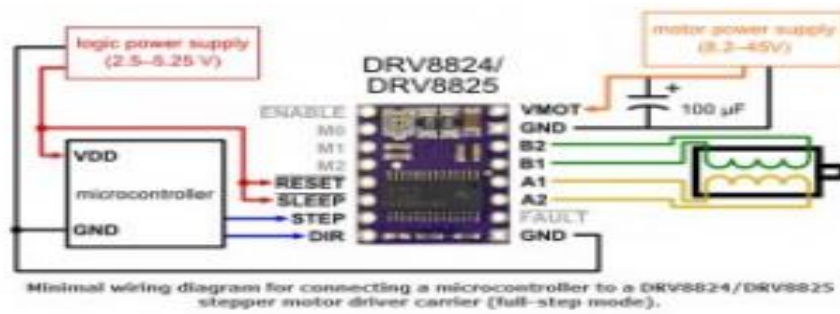 logic power supply
(2.5–5.25 V)
motor power supply
(8.2–45V)
DRV8824/
DRV8825
ENABLE
M0
M1
M2
RESET
SLEEP
STEP
DIR
VMOT
GND
B2
B1
A1
A2
FAULT
GND
+
100 µF
VDD
microcontroller
GND
Minimal wiring diagram for connecting a microcontroller to a DRV8824/DRV8825
stepper motor driver carrier (full-step mode).